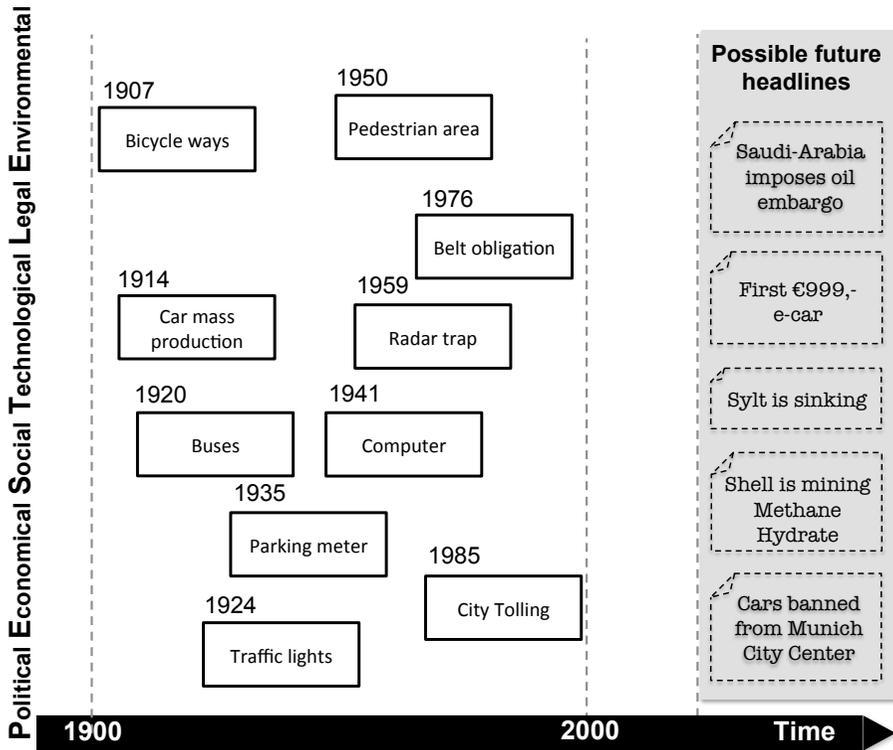 Political Economical Social Technological Legal Environmental
1907
Bicycle ways
1950
Pedestrian area
1976
Belt obligation
1914
Car mass
production
1959
Radar trap
1920
Buses
1941
Computer
1935
Parking meter
1985
City Tolling
1924
Traffic lights
Possible future
headlines
Saudi-Arabia
imposes oil
embargo
First €999,-
e-car
Sylt is sinking
Shell is mining
Methane
Hydrate
Cars banned
from Munich
City Center
1900
2000
Time